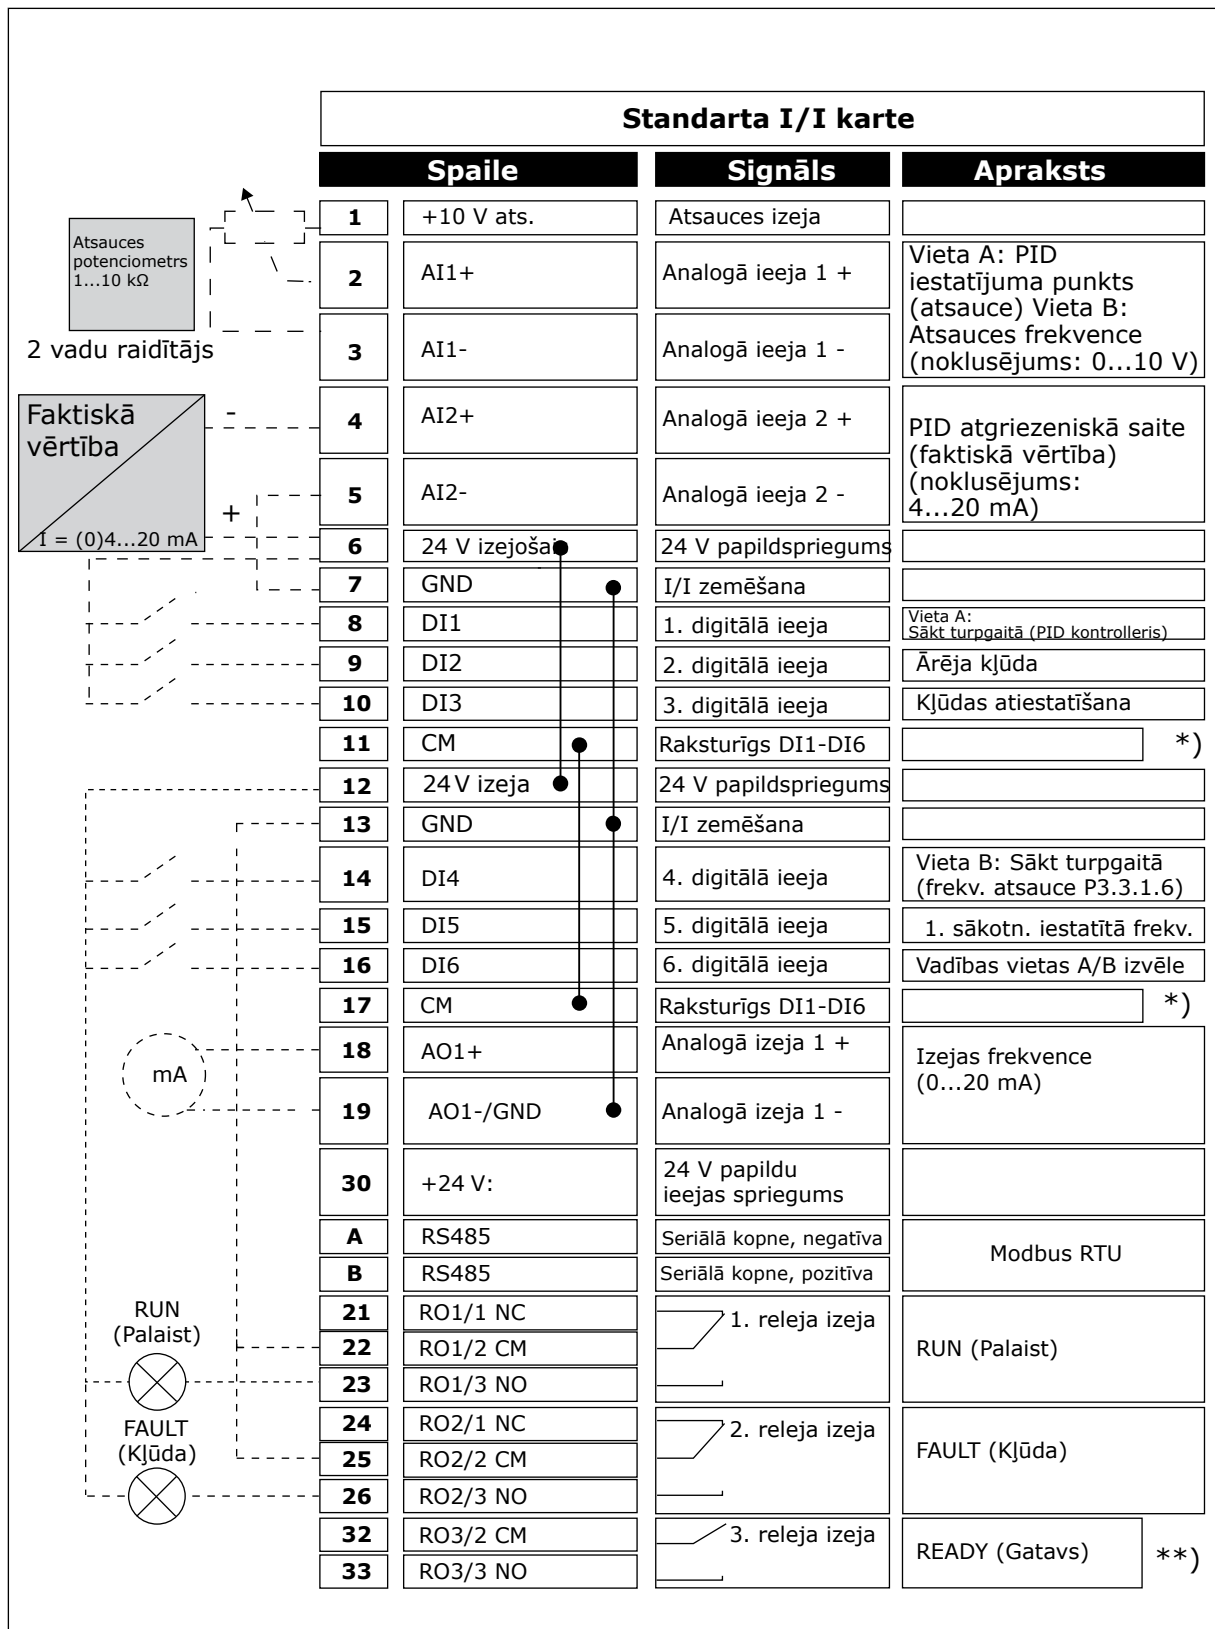 Standarta I/I karte
Spaile Signāls Apraksts
1 +10 V ats. Atsauces izeja
Atsauces
potenciometrs
1...10 kΩ
2 AI1+ Analogā ieeja 1 +
3 AI1- Analogā ieeja 1 -
Vieta A: PID
iestatījuma punkts
(atsauce) Vieta B:
Atsauces frekvence
(noklusējums: 0...10 V)
2 vadu raidītājs
Faktiskā
vērtība
-
+
I = (0)4...20 mA
4 AI2+ Analogā ieeja 2 +
5 AI2- Analogā ieeja 2 -
PID atgriezeniskā saite
(faktiskā vērtība)
(noklusējums:
4...20 mA)
6 24 V izejošai 24 V papildspriegums
7 GND I/I zemēšana
8 DI1 1. digitālā ieeja
Vieta A:
Sākt turpgaitā (PID kontrolleris)
9 DI2 2. digitālā ieeja Ārēja kļūda
10 DI3 3. digitālā ieeja Kļūdas atiestatīšana
11 CM Raksturīgs DI1-DI6 *)
12 24 V izeja 24 V papildspriegums
13 GND I/I zemēšana
14 DI4 4. digitālā ieeja
Vieta B: Sākt turpgaitā
(frekv. atsauce P3.3.1.6)
15 DI5 5. digitālā ieeja 1. sākotn. iestatītā frekv.
16 DI6 6. digitālā ieeja Vadības vietas A/B izvēle
17 CM Raksturīgs DI1-DI6 *)
mA
18 AO1+ Analogā izeja 1 +
19 AO1-/GND Analogā izeja 1 -
Izejas frekvence
(0...20 mA)
30 +24 V:
24 V papildu
ieejas spriegums
A RS485 Seriālā kopne, negatīva
B RS485 Seriālā kopne, pozitīva
Modbus RTU
RUN
(Palaist)
21 RO1/1 NC
22 RO1/2 CM
23 RO1/3 NO
1. releja izeja
RUN (Palaist)
FAULT
(Kļūda)
24 RO2/1 NC
25 RO2/2 CM
26 RO2/3 NO
2. releja izeja
FAULT (Kļūda)
32 RO3/2 CM
33 RO3/3 NO
3. releja izeja
READY (Gatavs) **)